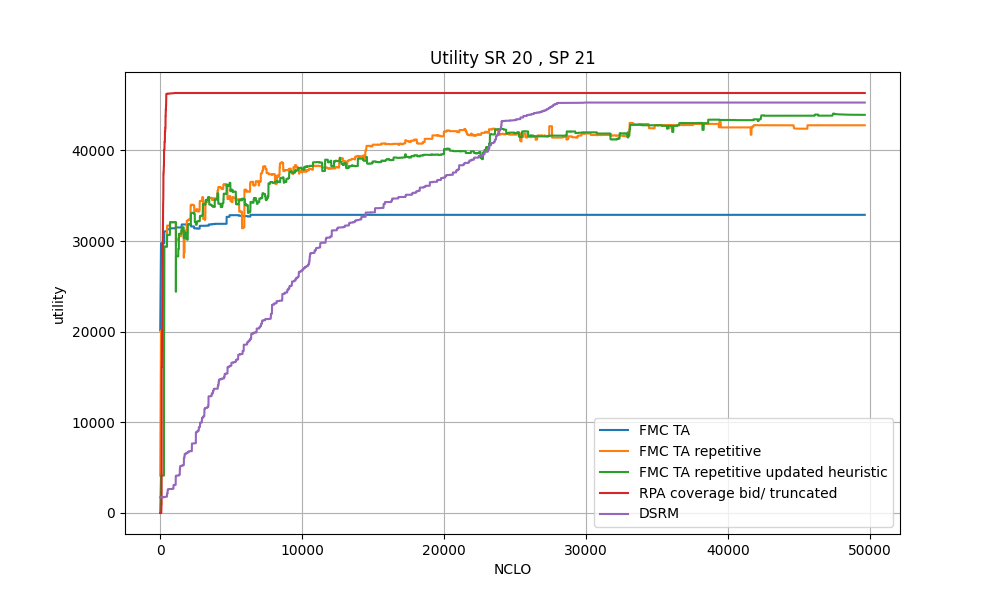 Utility SR 20 , SP 21
utility
40000
30000
20000
10000
0
0 10000 20000 30000 40000 50000
NCLO
FMC TA
FMC TA repetitive
FMC TA repetitive updated heuristic
RPA coverage bid/ truncated
DSRM